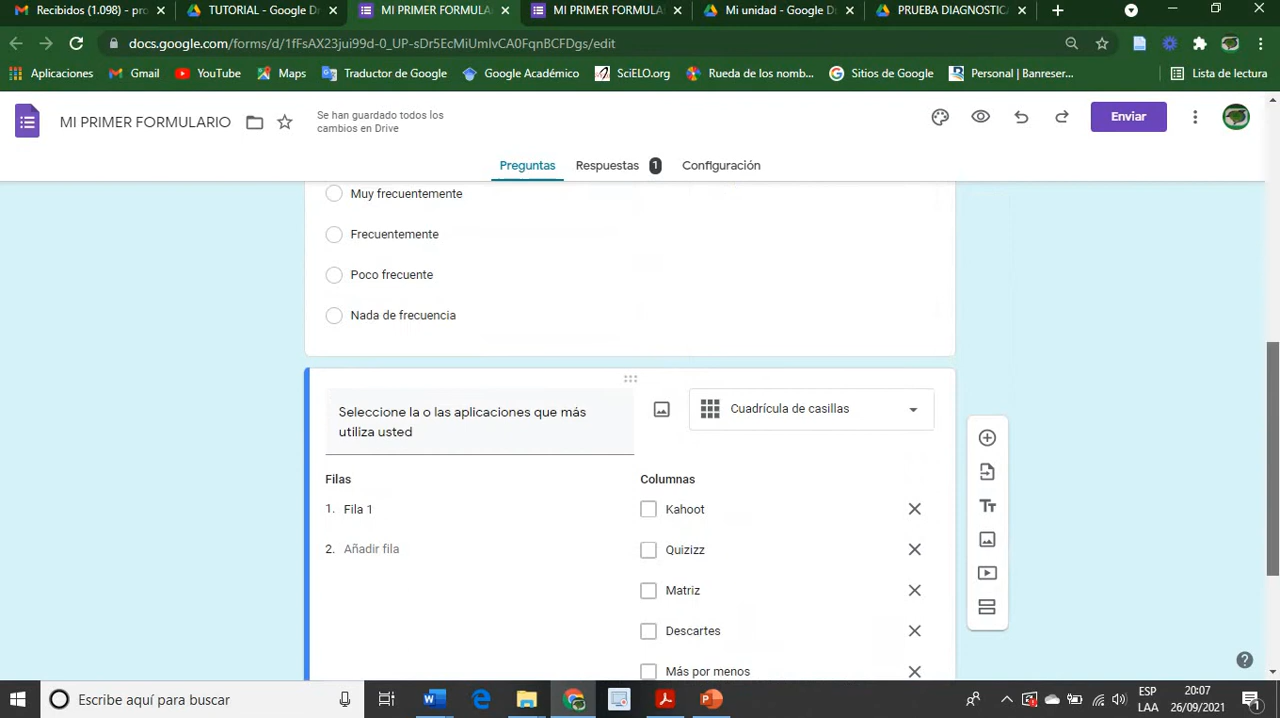 Recibidos (1.098) - pro
TUTORIAL - Google D
MI PRIMER FORMULA
MI PRIMER FORMULA
Mi unidad - Google D
PRUEBA DIAGNOSTIC
docs.google.com/forms/d/1fFsAX23jui99d-0_UP-sDr5EcMiUmlvCA0FqnBCFDgs/edit
Aplicaciones
Gmail
YouTube
Maps
Traductor de Google
Google Académico
SciELO.org
Rueda de los nomb...
Sitios de Google
Personal | Banreser...
Lista de lectura
MI PRIMER FORMULARIO
Se han guardado todos los
cambios en Drive
Enviar
Preguntas
Respuestas 1
Configuración
Muy frecuentemente
Frecuentemente
Poco frecuente
Nada de frecuencia
Seleccione la o las aplicaciones que más
utiliza usted
Cuadrícula de casillas
Filas
Columnas
1. Fila 1
Kahoot
2. Añadir fila
Quizizz
Matriz
Descartes
Más por menos
Escribe aquí para buscar
ESP
LAA
20:07
26/09/2021